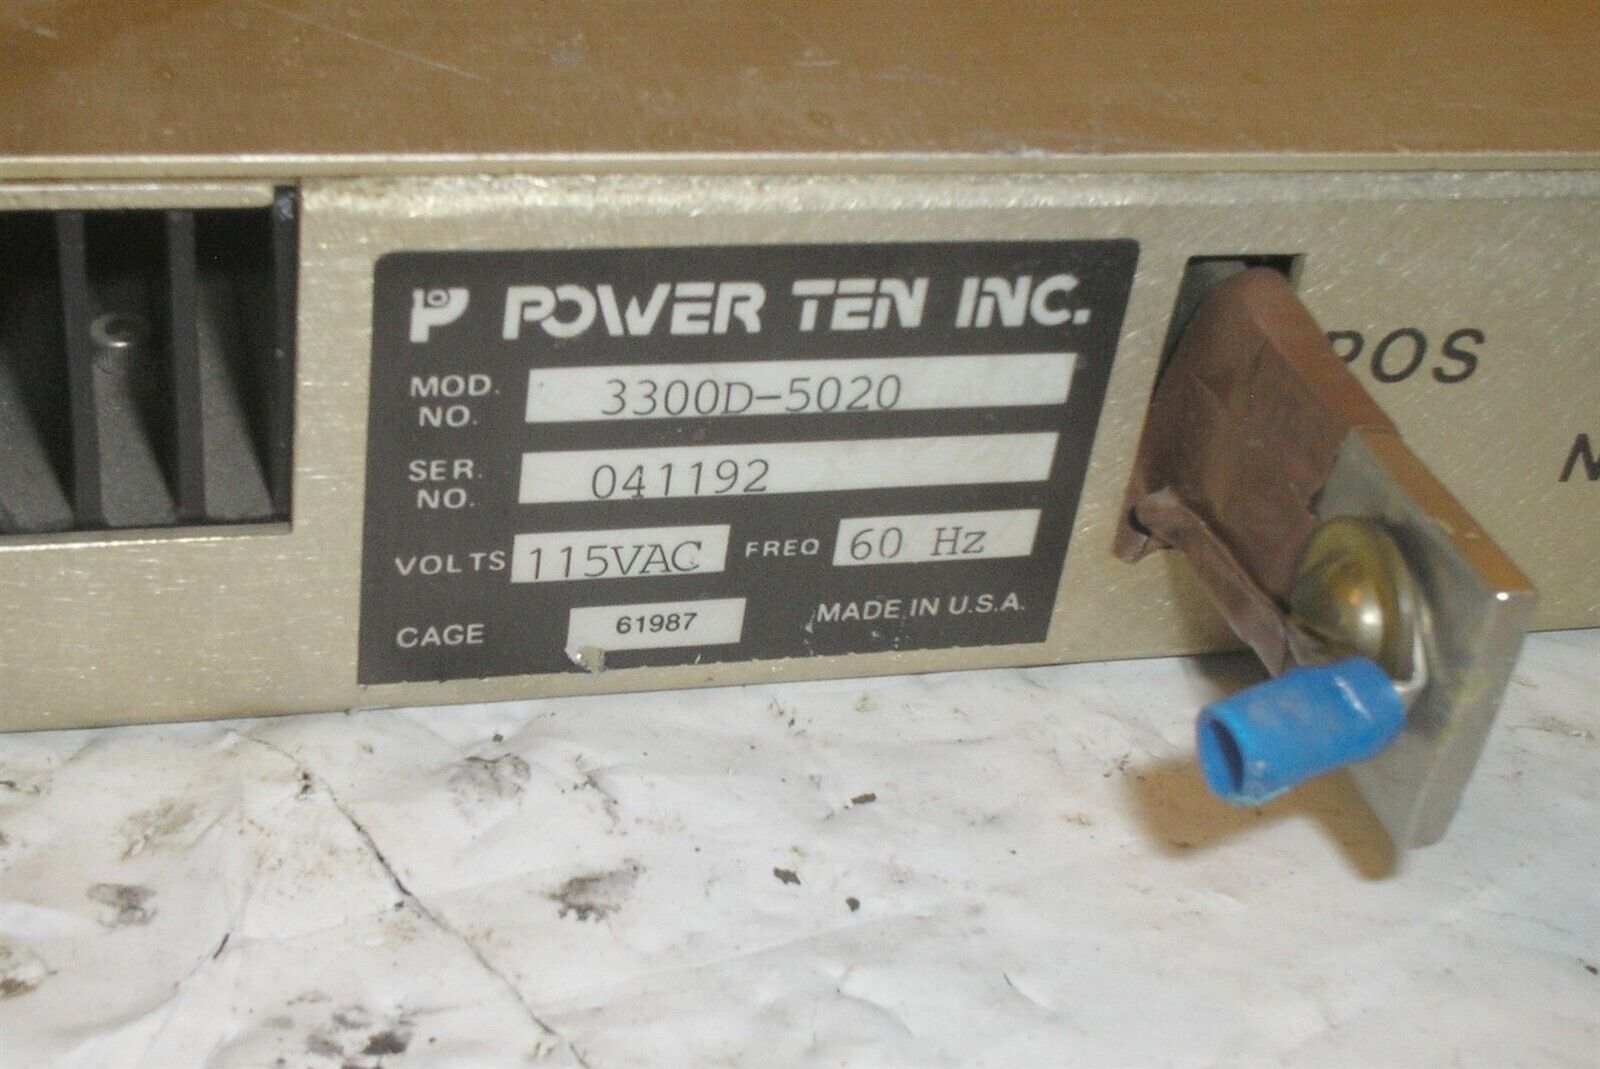 POWER TEN INC.
MOD. NO. 3300D-5020
SER. NO. 041192
VOLTS 115VAC FREQ 60 Hz
CAGE 61987 MADE IN U.S.A.
POS